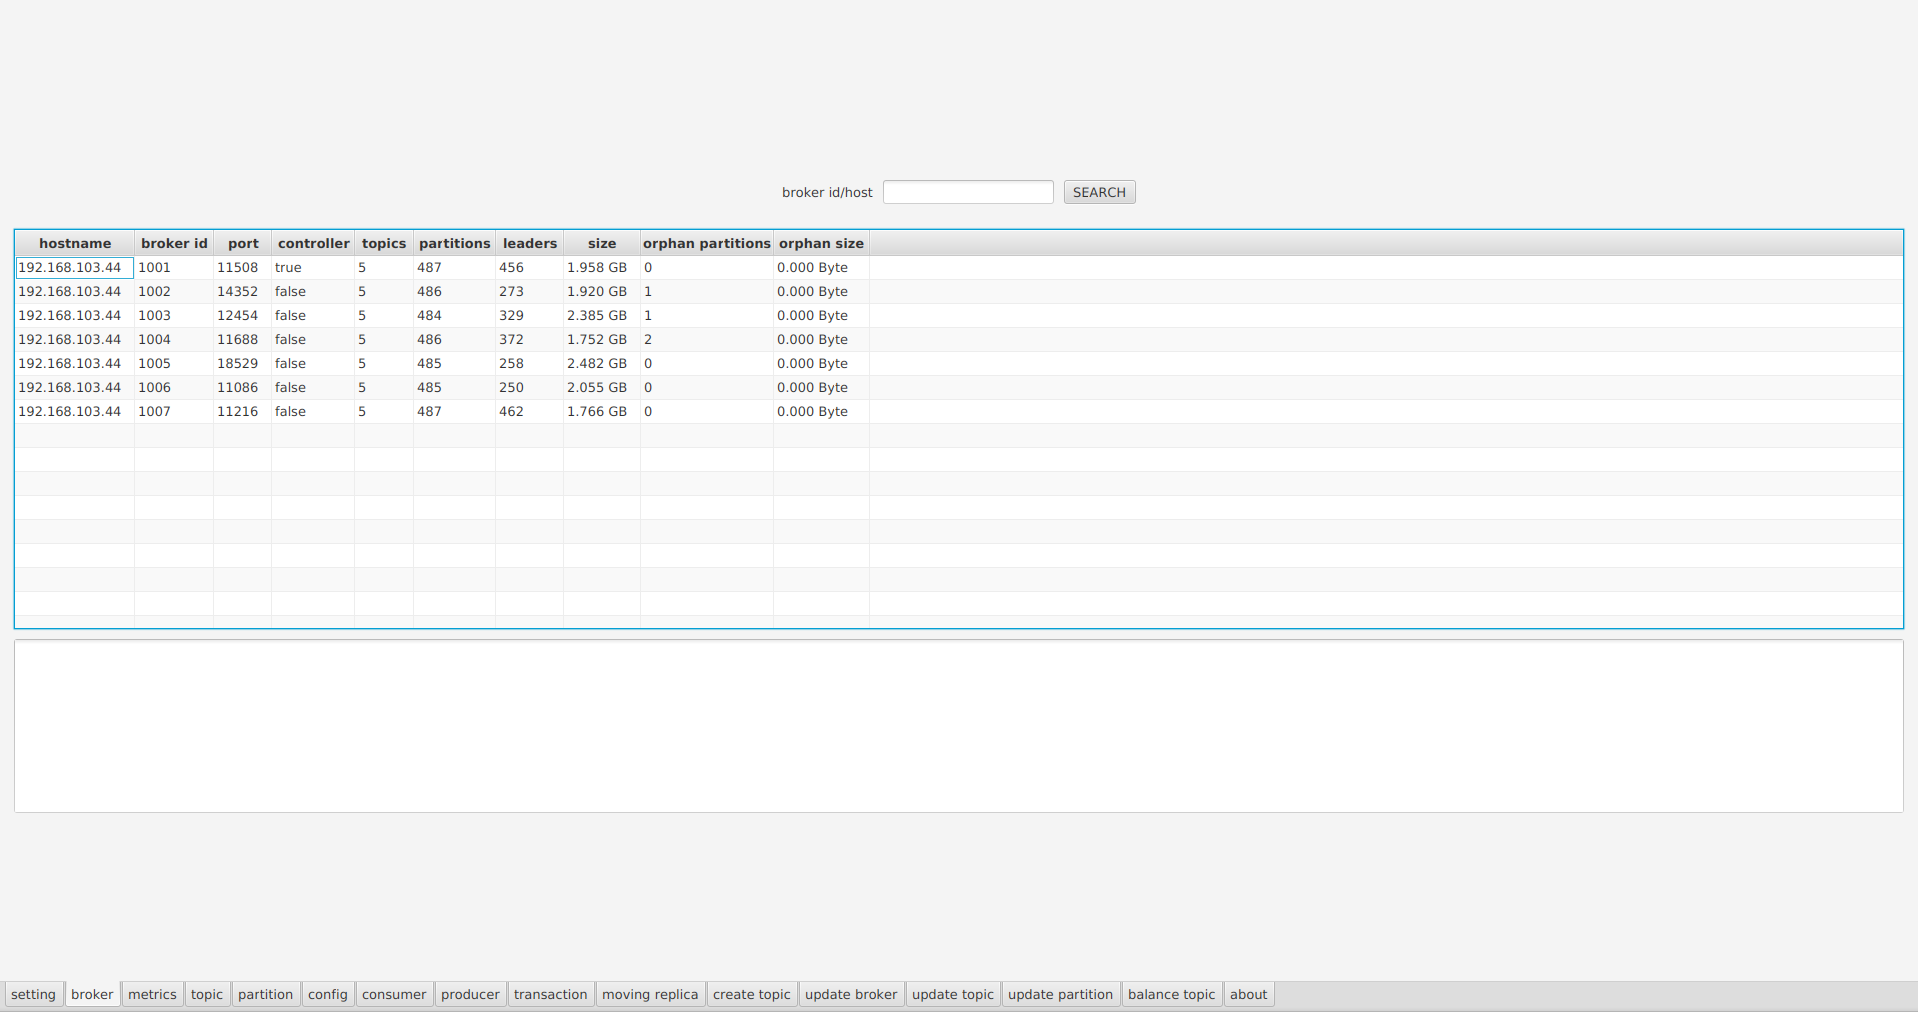 broker id/host SEARCH
hostname broker id port controller topics partitions leaders size orphan partitions orphan size
192.168.103.44 1001 11508 true 5 487 456 1.958 GB 0 0.000 Byte
192.168.103.44 1002 14352 false 5 486 273 1.920 GB 1 0.000 Byte
192.168.103.44 1003 12454 false 5 484 329 2.385 GB 1 0.000 Byte
192.168.103.44 1004 11688 false 5 486 372 1.752 GB 2 0.000 Byte
192.168.103.44 1005 18529 false 5 485 258 2.482 GB 0 0.000 Byte
192.168.103.44 1006 11086 false 5 485 250 2.055 GB 0 0.000 Byte
192.168.103.44 1007 11216 false 5 487 462 1.766 GB 0 0.000 Byte
setting broker metrics topic partition config consumer producer transaction moving replica create topic update broker update topic update partition balance topic about